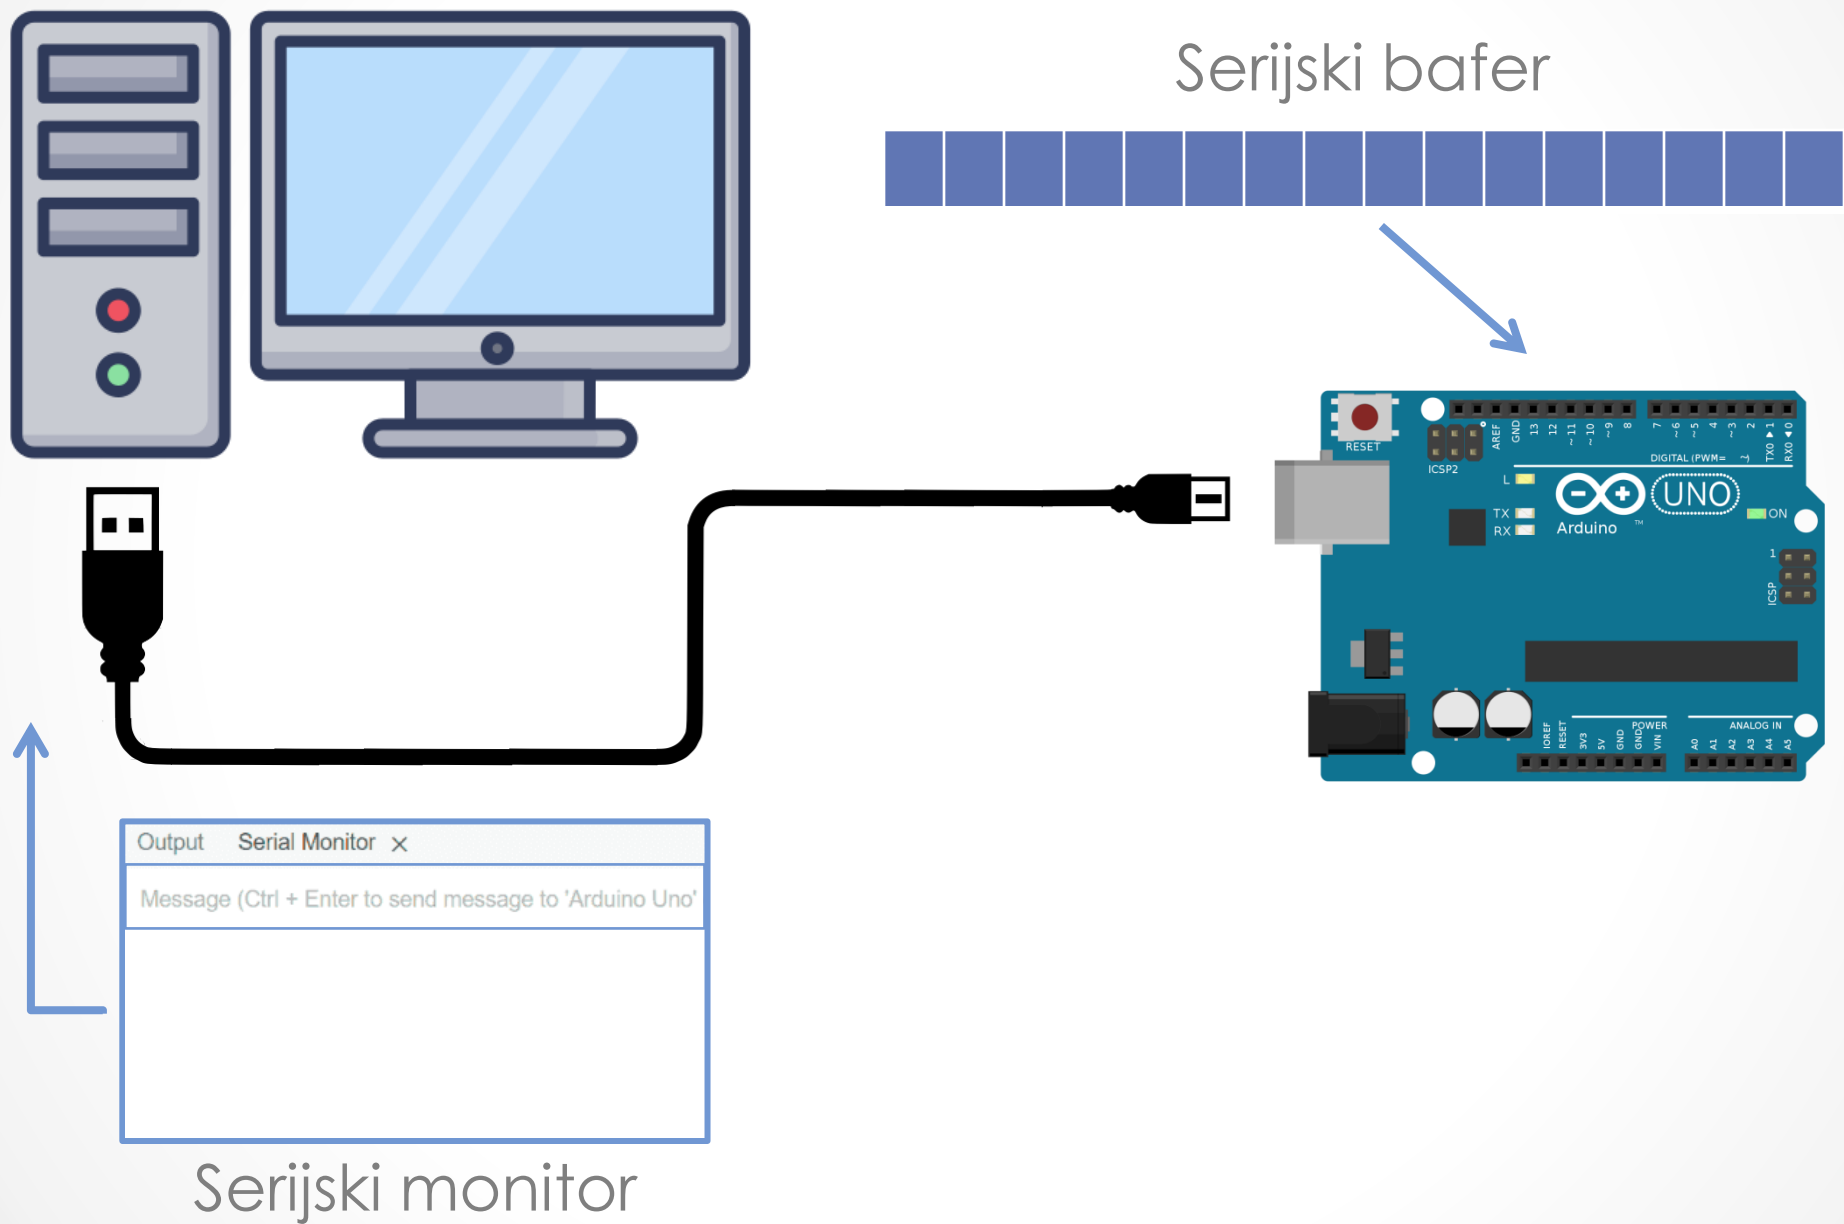 Serijski bafer
RESET
ICSP2
AREF
GND
13
12
~11
~10
~9
8
7
~6
~5
4
~3
2
TX0 ▶ 1
RX0 ◀ 0
DIGITAL (PWM= ~)
L
TX
RX
Arduino
TM
UNO
ON
1
ICSP
IOREF
RESET
3V3
5V
GND
GND
VIN
POWER
ANALOG IN
A0
A1
A2
A3
A4
A5
Output Serial Monitor ×
Message (Ctrl + Enter to send message to 'Arduino Uno'
Serijski monitor